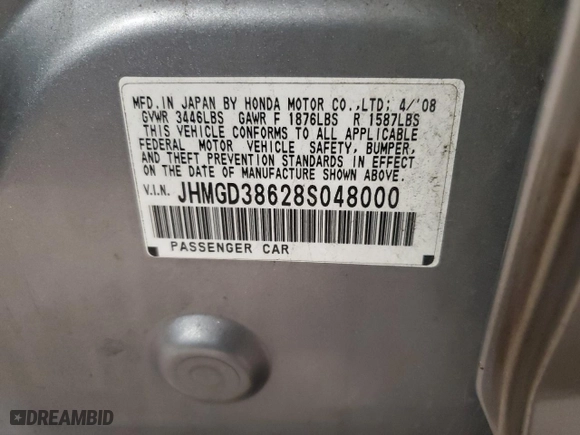 MFD.IN JAPAN BY HONDA MOTOR CO.,LTD; 4/'08
GVWR 3446LBS GAWR F 1876LBS R 1587LBS
THIS VEHICLE CONFORMS TO ALL APPLICABLE
FEDERAL MOTOR VEHICLE SAFETY, BUMPER,
AND THEFT PREVENTION STANDARDS IN EFFECT
ON THE DATE OF MANUFACTURE SHOWN ABOVE.
V.I.N. JHMGD38628S048000
PASSENGER CAR
DREAMBID